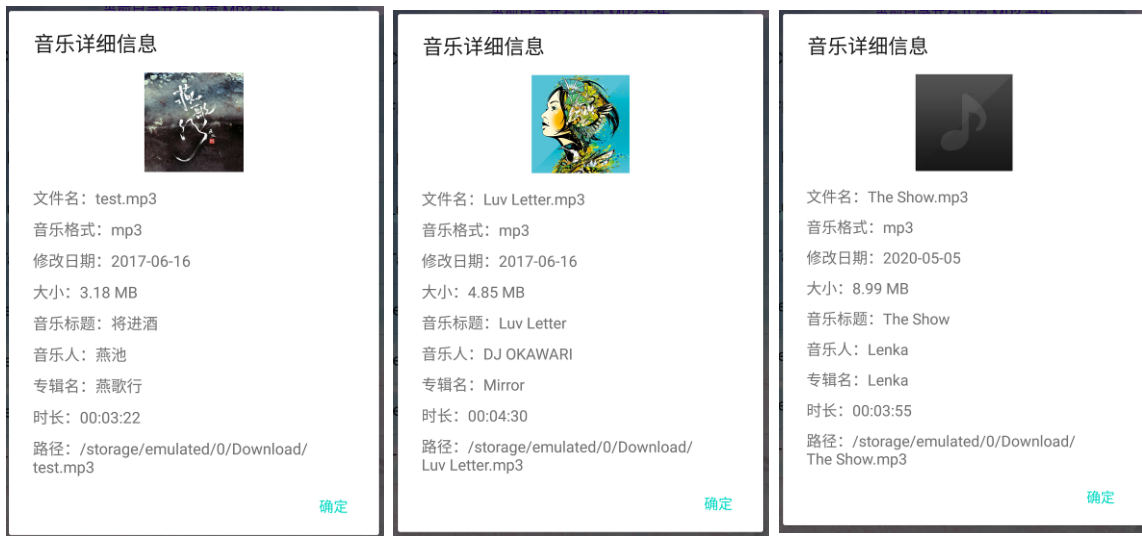 音乐详细信息
燕歌行
文件名：test.mp3
音乐格式：mp3
修改日期：2017-06-16
大小：3.18 MB
音乐标题：将进酒
音乐人：燕池
专辑名：燕歌行
时长：00:03:22
路径：/storage/emulated/0/Download/
test.mp3
确定
音乐详细信息
文件名：Luv Letter.mp3
音乐格式：mp3
修改日期：2017-06-16
大小：4.85 MB
音乐标题：Luv Letter
音乐人：DJ OKAWARI
专辑名：Mirror
时长：00:04:30
路径：/storage/emulated/0/Download/
Luv Letter.mp3
确定
音乐详细信息
文件名：The Show.mp3
音乐格式：mp3
修改日期：2020-05-05
大小：8.99 MB
音乐标题：The Show
音乐人：Lenka
专辑名：Lenka
时长：00:03:55
路径：/storage/emulated/0/Download/
The Show.mp3
确定